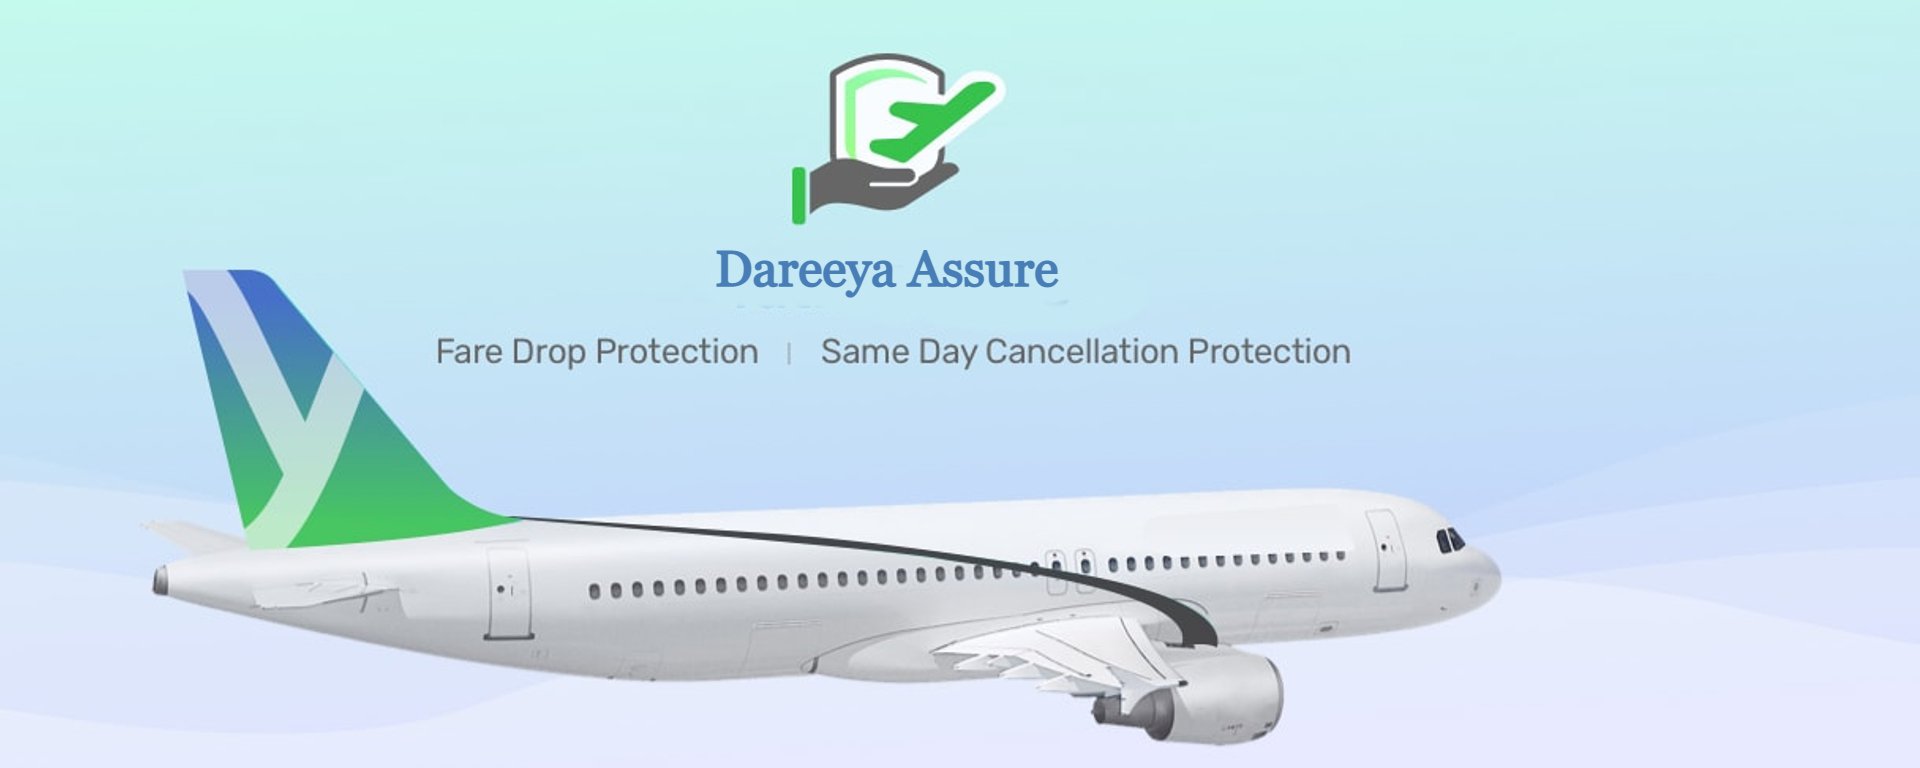 Dareeya Assure
Fare Drop Protection | Same Day Cancellation Protection